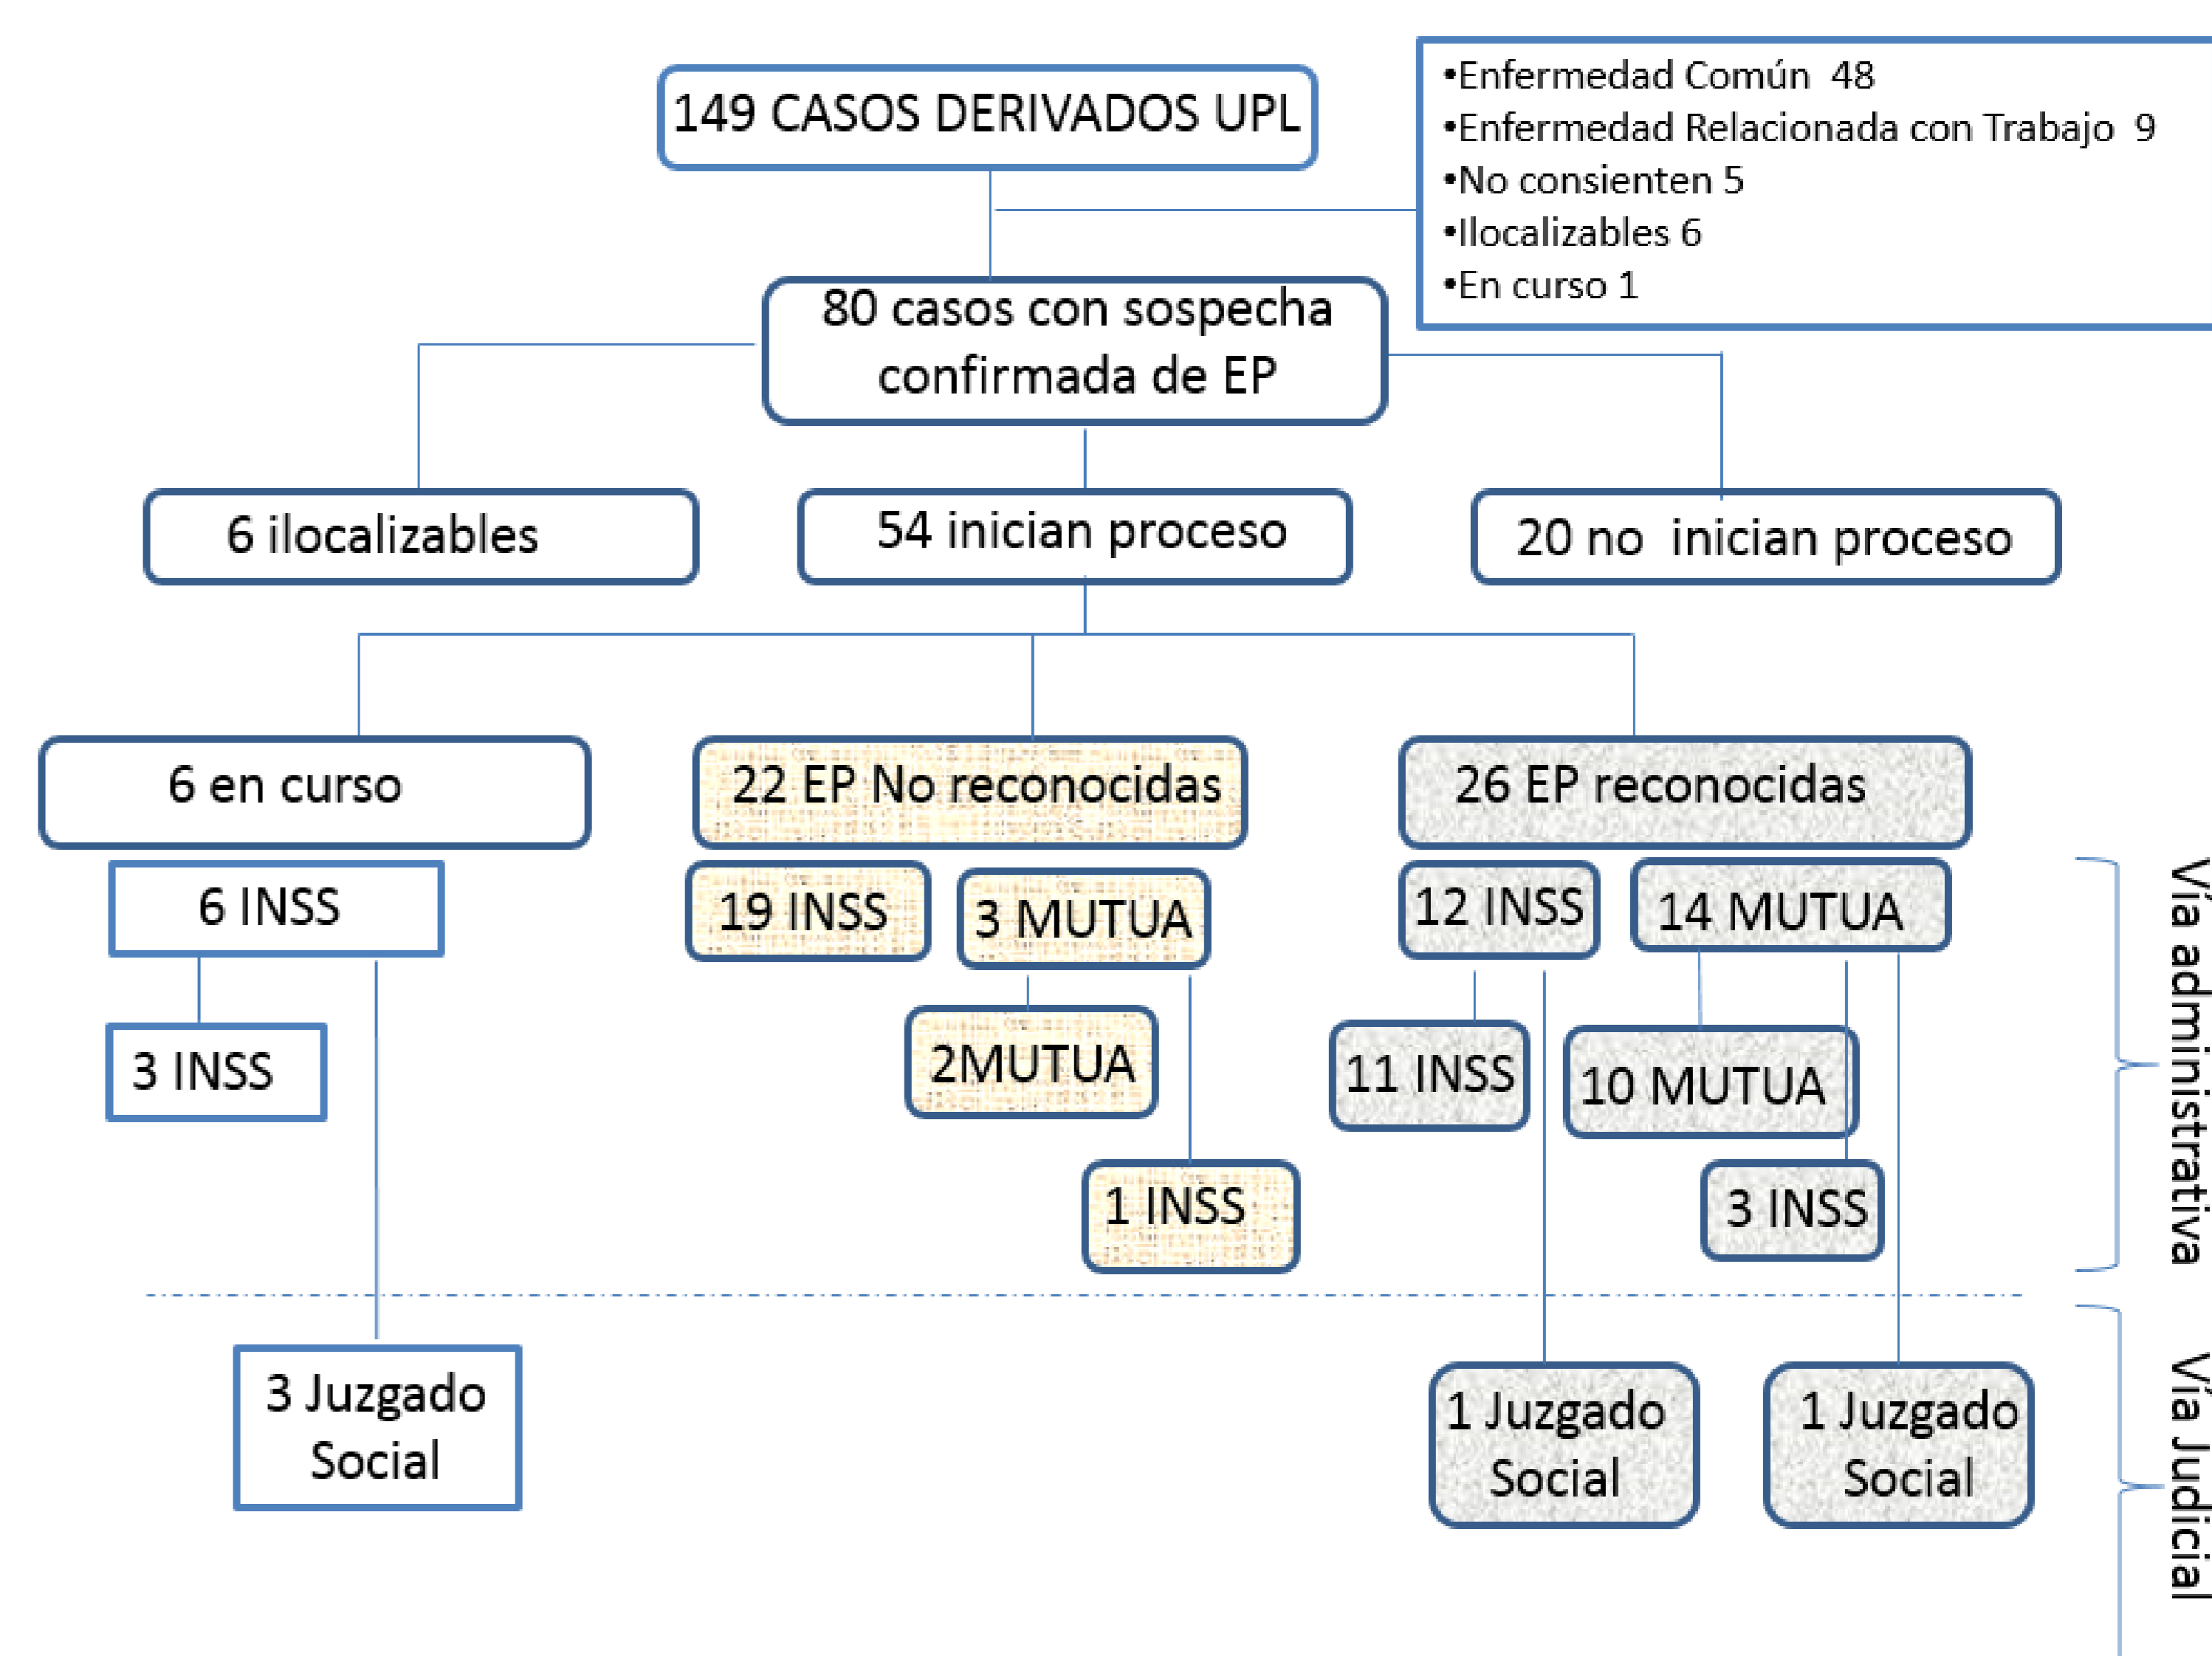 149 CASOS DERIVADOS UPL
•Enfermedad Común 48
•Enfermedad Relacionada con Trabajo 9
•No consienten 5
•Ilocalizables 6
•En curso 1
80 casos con sospecha
confirmada de EP
6 ilocalizables
54 inician proceso
20 no inician proceso
6 en curso
22 EP No reconocidas
26 EP reconocidas
6 INSS
19 INSS
3 MUTUA
12 INSS
14 MUTUA
3 INSS
2MUTUA
11 INSS
10 MUTUA
1 INSS
3 INSS
Vía administrativa
3 Juzgado
Social
1 Juzgado
Social
1 Juzgado
Social
Vía Judicial